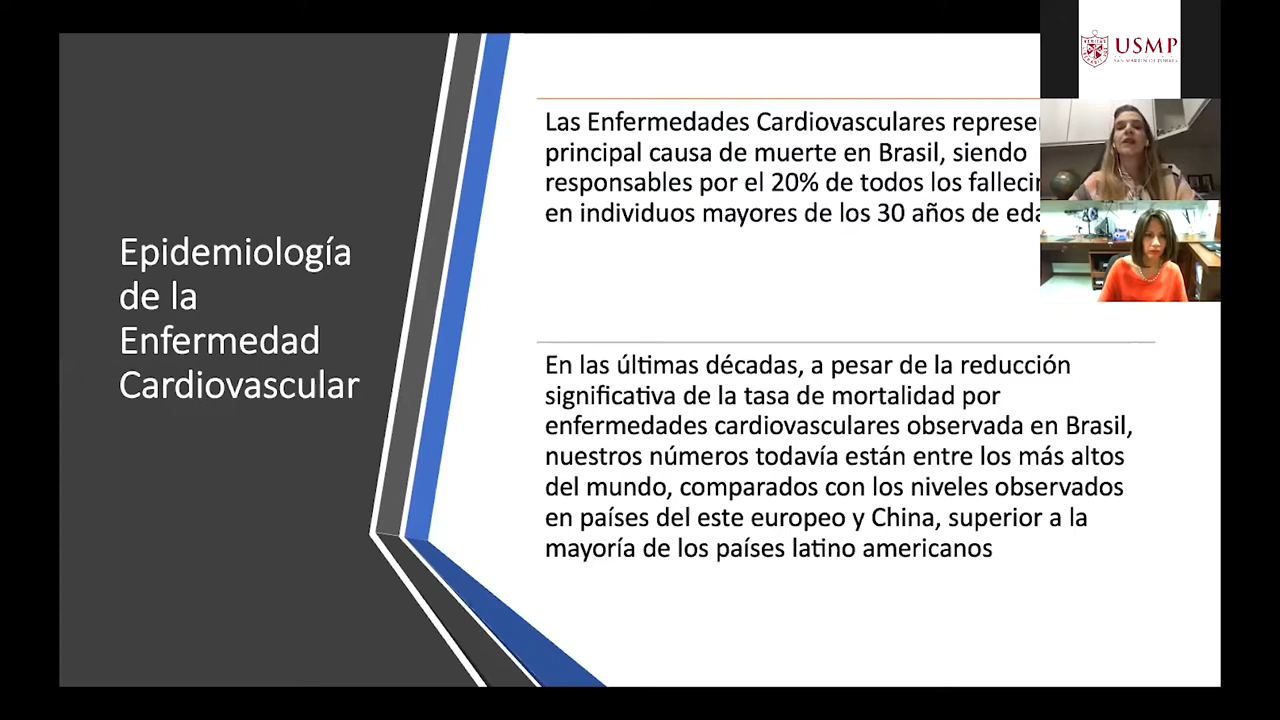 USMP
Epidemiología
de la
Enfermedad
Cardiovascular
Las Enfermedades Cardiovasculares
principal causa de muerte en Brasil, siendo
responsables por el 20% de todos los
en individuos mayores de los 30 años de
En las últimas décadas, a pesar de la reducción
significativa de la tasa de mortalidad por
enfermedades cardiovasculares observada en Brasil,
nuestros números todavía están entre los más altos
del mundo, comparados con los niveles observados
en países del este europeo y China, superior a la
mayoría de los países latino americanos